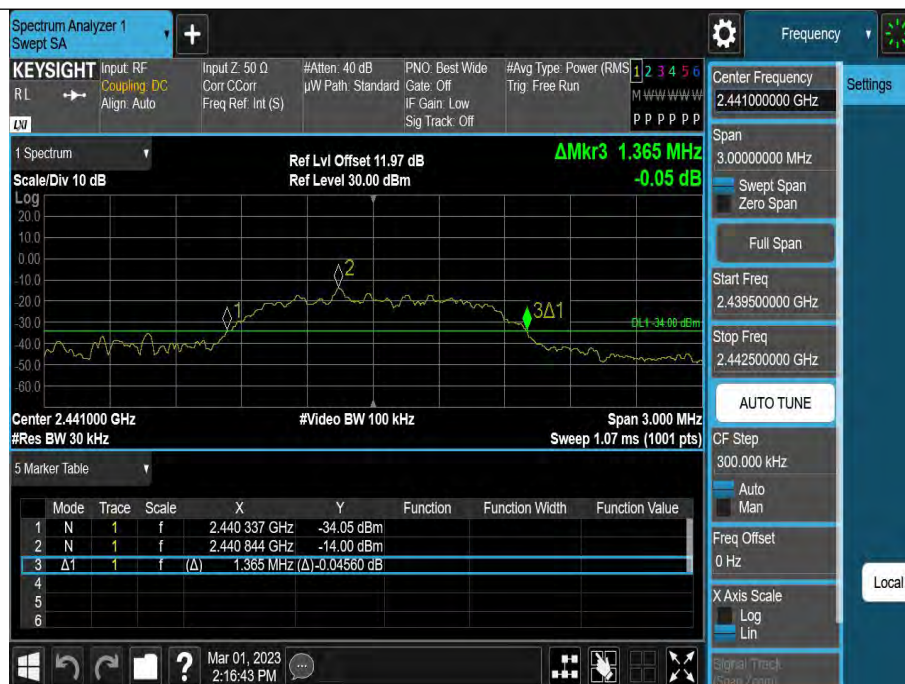 Spectrum Analyzer 1
Swept SA
Frequency
KEYSIGHT
RL
LXI
Input: RF
Coupling: DC
Align: Auto
Input Z: 50 Ω
Corr CCorr
Freq Ref: Int (S)
#Atten: 40 dB
µW Path: Standard
PNO: Best Wide
Gate: Off
IF Gain: Low
Sig Track: Off
#Avg Type: Power (RMS
Trig: Free Run
1 2 3 4 5 6
M W W W W W
P P P P P P
Settings
Center Frequency
2.441000000 GHz
Span
3.00000000 MHz
Swept Span
Zero Span
Full Span
Start Freq
2.439500000 GHz
Stop Freq
2.442500000 GHz
AUTO TUNE
CF Step
300.000 kHz
Auto
Man
Freq Offset
0 Hz
X Axis Scale
Log
Lin
Signal Track
(Span Zoom)
Local
1 Spectrum
Scale/Div 10 dB
Ref Lvl Offset 11.97 dB
Ref Level 30.00 dBm
ΔMkr3 1.365 MHz
-0.05 dB
Log
20.0
10.0
0.00
-10.0
-20.0
-30.0
-40.0
-50.0
-60.0
1
2
3Δ1
DL1 -34.00 dBm
Center 2.441000 GHz
#Video BW 100 kHz
Span 3.000 MHz
#Res BW 30 kHz
Sweep 1.07 ms (1001 pts)
5 Marker Table
Mode Trace Scale X Y Function Function Width Function Value
1 N 1 f 2.440 337 GHz -34.05 dBm
2 N 1 f 2.440 844 GHz -14.00 dBm
3 Δ1 1 f (Δ) 1.365 MHz (Δ) -0.04560 dB
4
5
6
?
Mar 01, 2023
2:16:43 PM